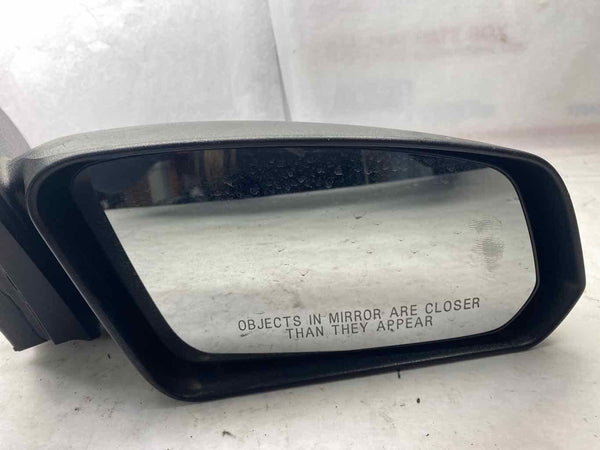 OBJECTS IN MIRROR ARE CLOSER
THAN THEY APPEAR